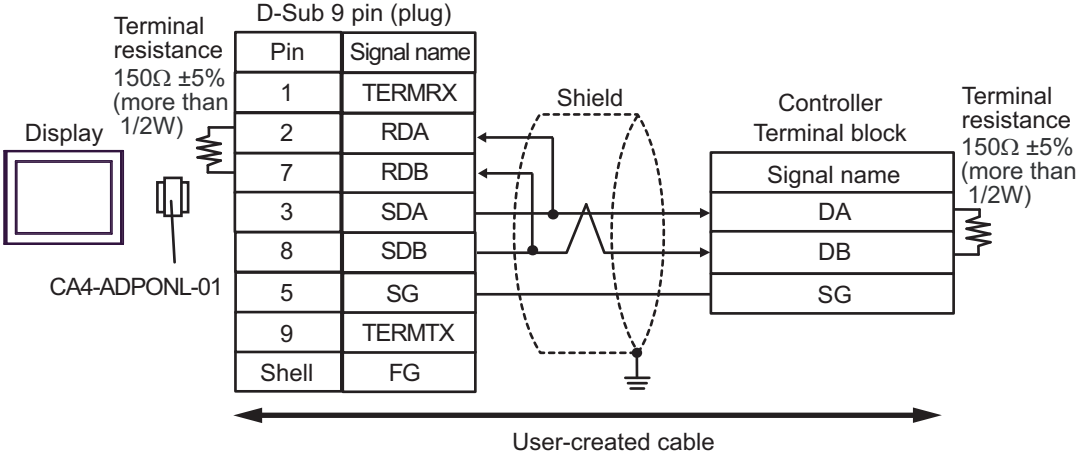 D-Sub 9 pin (plug)
Terminal
resistance
150Ω ±5%
(more than
1/2W)
Display
CA4-ADPONL-01
Pin Signal name
1 TERMRX
2 RDA
7 RDB
3 SDA
8 SDB
5 SG
9 TERMTX
Shell FG
Shield
Controller
Terminal block
Signal name
DA
DB
SG
Terminal
resistance
150Ω ±5%
(more than
1/2W)
User-created cable